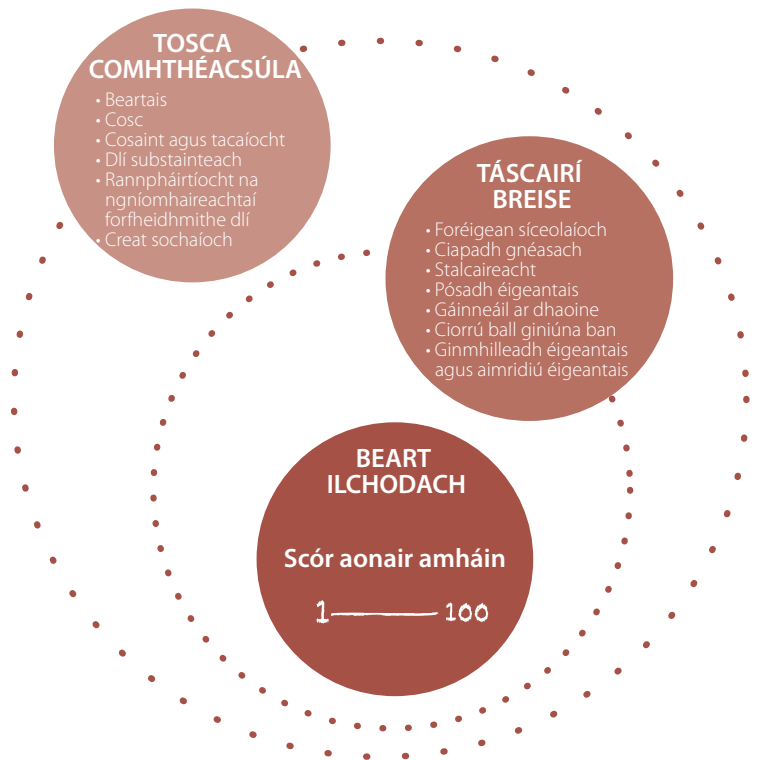 TOSCA
COMHTHÉACSÚLA
• Beartais
• Cosc
• Cosaint agus tacaíocht
• Dlí substainteach
• Rannpháirtíocht na
ngníomhaireachtaí
forfheidhmithe dlí
• Creat sochaíoch
TÁSCAIRÍ
BREISE
• Foréigean síceolaíoch
• Ciapadh gnéasach
• Stalcaireacht
• Pósadh éigeantais
• Gáinneáil ar dhaoine
• Ciorrú ball giniúna ban
• Ginmhilleadh éigeantais
agus aimridiú éigeantais
BEART
ILCHODACH
Scór aonair amháin
1 100